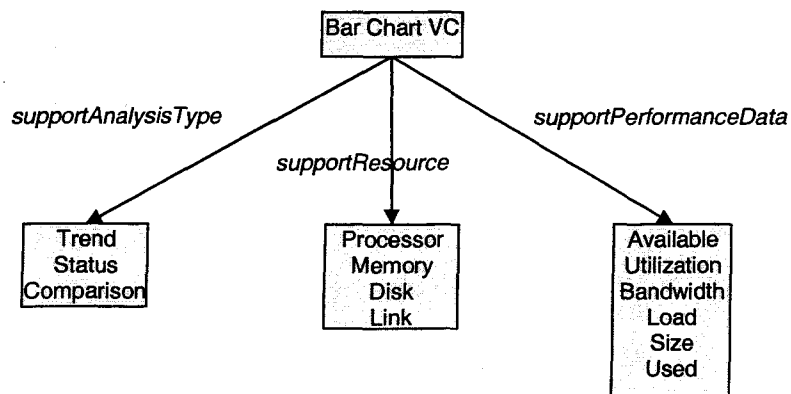 Bar Chart VC
supportAnalysisType
supportPerformanceData
supportResource
Trend
Status
Comparison
Processor
Memory
Disk
Link
Available
Utilization
Bandwidth
Load
Size
Used